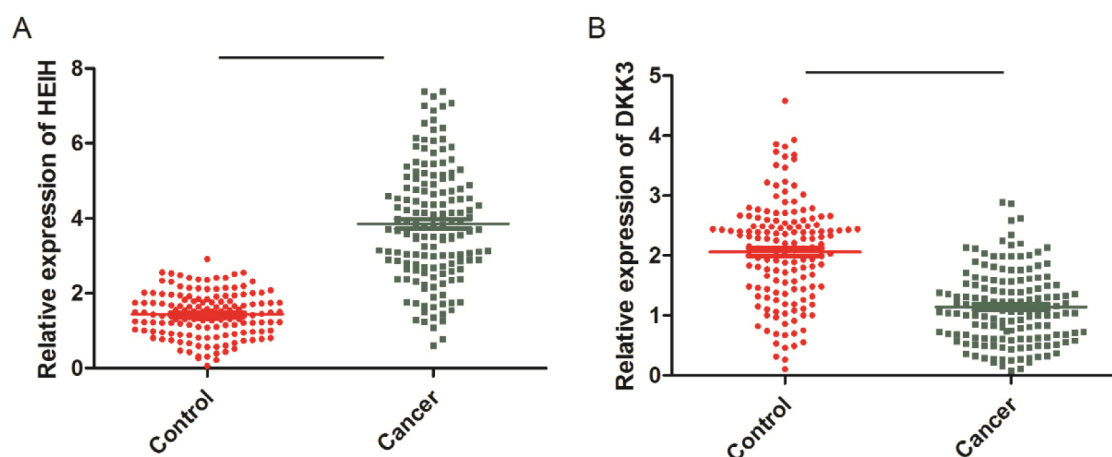 A
Relative expression of HEIH
8
6
4
2
0
Control
Cancer
B
Relative expression of DKK3
5
4
3
2
1
0
Control
Cancer